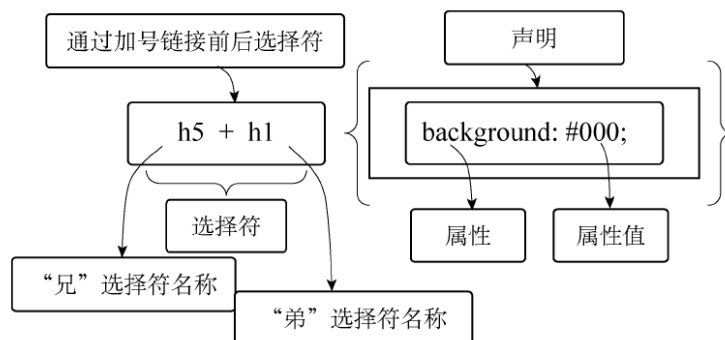 通过加号链接前后选择符
声明
h5 + h1
background: #000;
选择符
属性
属性值
“兄”选择符名称
“弟”选择符名称